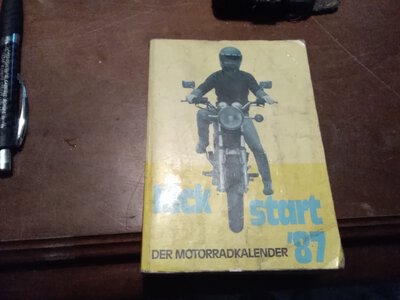 kick start
'87
DER MOTORRADKALENDER